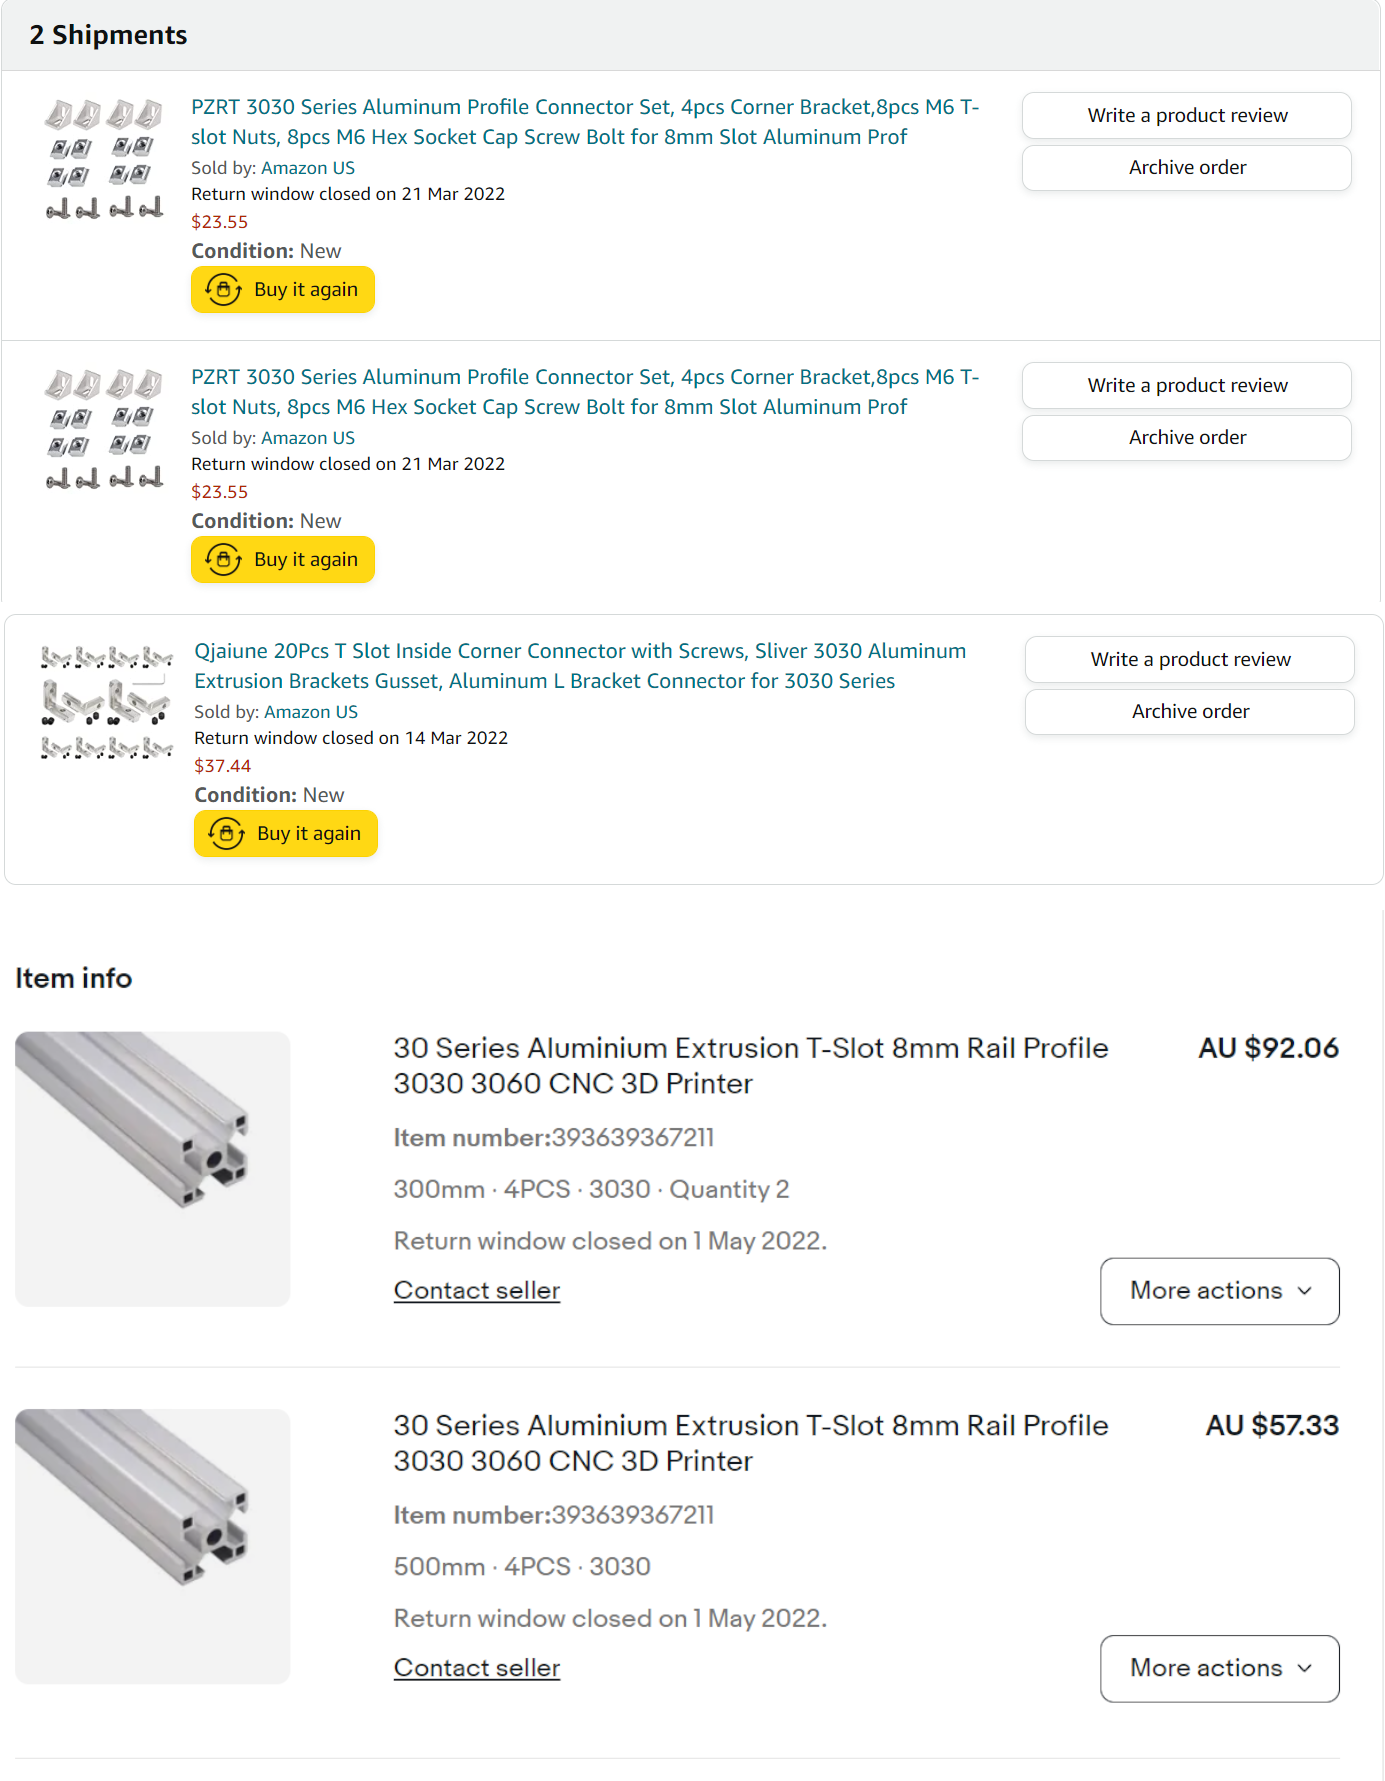 2 Shipments
PZRT 3030 Series Aluminum Profile Connector Set, 4pcs Corner Bracket,8pcs M6 T-
slot Nuts, 8pcs M6 Hex Socket Cap Screw Bolt for 8mm Slot Aluminum Prof
Sold by: Amazon US
Return window closed on 21 Mar 2022
$23.55
Condition: New
Buy it again
Write a product review
Archive order
PZRT 3030 Series Aluminum Profile Connector Set, 4pcs Corner Bracket,8pcs M6 T-
slot Nuts, 8pcs M6 Hex Socket Cap Screw Bolt for 8mm Slot Aluminum Prof
Sold by: Amazon US
Return window closed on 21 Mar 2022
$23.55
Condition: New
Buy it again
Write a product review
Archive order
Qjaiune 20Pcs T Slot Inside Corner Connector with Screws, Sliver 3030 Aluminum
Extrusion Brackets Gusset, Aluminum L Bracket Connector for 3030 Series
Sold by: Amazon US
Return window closed on 14 Mar 2022
$37.44
Condition: New
Buy it again
Write a product review
Archive order
Item info
30 Series Aluminium Extrusion T-Slot 8mm Rail Profile
3030 3060 CNC 3D Printer
AU $92.06
Item number:393639367211
300mm · 4PCS · 3030 · Quantity 2
Return window closed on 1 May 2022.
Contact seller
More actions
30 Series Aluminium Extrusion T-Slot 8mm Rail Profile
3030 3060 CNC 3D Printer
AU $57.33
Item number:393639367211
500mm · 4PCS · 3030
Return window closed on 1 May 2022.
Contact seller
More actions